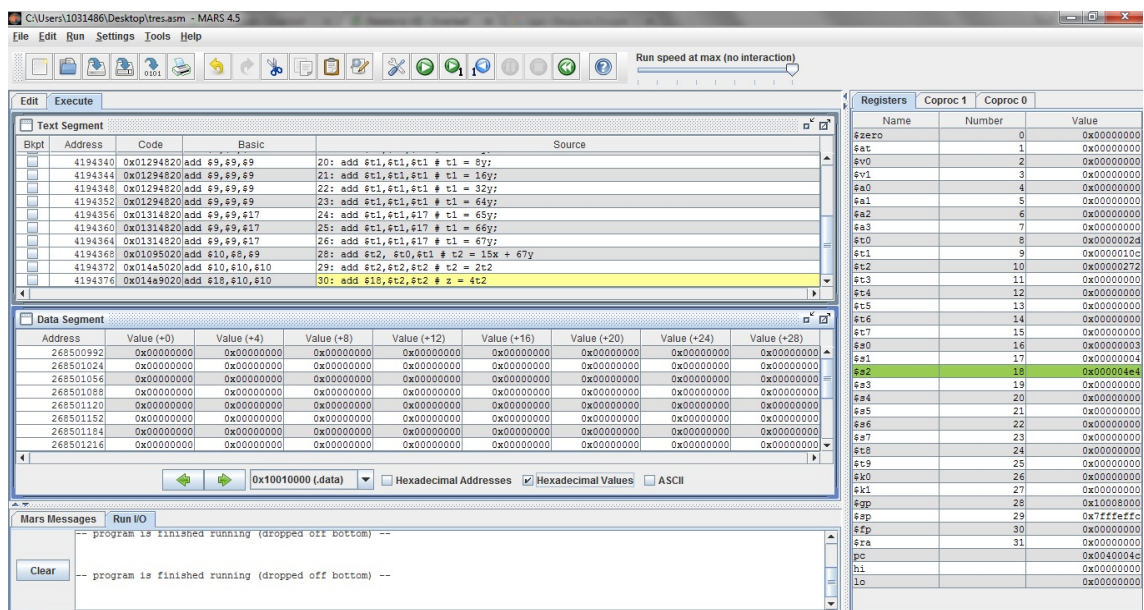 C:\Users\1031486\Desktop\tres.asm - MARS 4.5
File Edit Run Settings Tools Help
Run speed at max (no interaction)
Edit Execute
Text Segment
Bkpt Address Code Basic Source
4194340 0x01294820 add $9,$9,$9 20: add $t1,$t1,$t1 # t1 = 8y;
4194344 0x01294820 add $9,$9,$9 21: add $t1,$t1,$t1 # t1 = 16y;
4194348 0x01294820 add $9,$9,$9 22: add $t1,$t1,$t1 # t1 = 32y;
4194352 0x01294820 add $9,$9,$9 23: add $t1,$t1,$t1 # t1 = 64y;
4194356 0x01314820 add $9,$9,$17 24: add $t1,$t1,$17 # t1 = 65y;
4194360 0x01314820 add $9,$9,$17 25: add $t1,$t1,$17 # t1 = 66y;
4194364 0x01314820 add $9,$9,$17 26: add $t1,$t1,$17 # t1 = 67y;
4194368 0x01095020 add $10,$8,$9 28: add $t2, $t0,$t1 # t2 = 15x + 67y
4194372 0x014a5020 add $10,$10,$10 29: add $t2,$t2,$t2 # t2 = 2t2
4194376 0x014a9020 add $18,$10,$10 30: add $18,$t2,$t2 # z = 4t2
Data Segment
Address Value (+0) Value (+4) Value (+8) Value (+12) Value (+16) Value (+20) Value (+24) Value (+28)
268500992 0x00000000 0x00000000 0x00000000 0x00000000 0x00000000 0x00000000 0x00000000 0x00000000
268501024 0x00000000 0x00000000 0x00000000 0x00000000 0x00000000 0x00000000 0x00000000 0x00000000
268501056 0x00000000 0x00000000 0x00000000 0x00000000 0x00000000 0x00000000 0x00000000 0x00000000
268501088 0x00000000 0x00000000 0x00000000 0x00000000 0x00000000 0x00000000 0x00000000 0x00000000
268501120 0x00000000 0x00000000 0x00000000 0x00000000 0x00000000 0x00000000 0x00000000 0x00000000
268501152 0x00000000 0x00000000 0x00000000 0x00000000 0x00000000 0x00000000 0x00000000 0x00000000
268501184 0x00000000 0x00000000 0x00000000 0x00000000 0x00000000 0x00000000 0x00000000 0x00000000
268501216 0x00000000 0x00000000 0x00000000 0x00000000 0x00000000 0x00000000 0x00000000 0x00000000
0x10010000 (.data) Hexadecimal Addresses Hexadecimal Values ASCII
Mars Messages Run I/O
-- program is finished running (dropped off bottom) --
Clear
-- program is finished running (dropped off bottom) --
Registers Coproc 1 Coproc 0
Name Number Value
$zero 0 0x00000000
$at 1 0x00000000
$v0 2 0x00000000
$v1 3 0x00000000
$a0 4 0x00000000
$a1 5 0x00000000
$a2 6 0x00000000
$a3 7 0x00000000
$t0 8 0x0000002d
$t1 9 0x0000010c
$t2 10 0x00000272
$t3 11 0x00000000
$t4 12 0x00000000
$t5 13 0x00000000
$t6 14 0x00000000
$t7 15 0x00000000
$s0 16 0x00000003
$s1 17 0x00000004
$s2 18 0x000004e4
$s3 19 0x00000000
$s4 20 0x00000000
$s5 21 0x00000000
$s6 22 0x00000000
$s7 23 0x00000000
$t8 24 0x00000000
$t9 25 0x00000000
$k0 26 0x00000000
$k1 27 0x00000000
$gp 28 0x10008000
$sp 29 0x7fffeffc
$fp 30 0x00000000
$ra 31 0x00000000
pc 0x0040004c
hi 0x00000000
lo 0x00000000